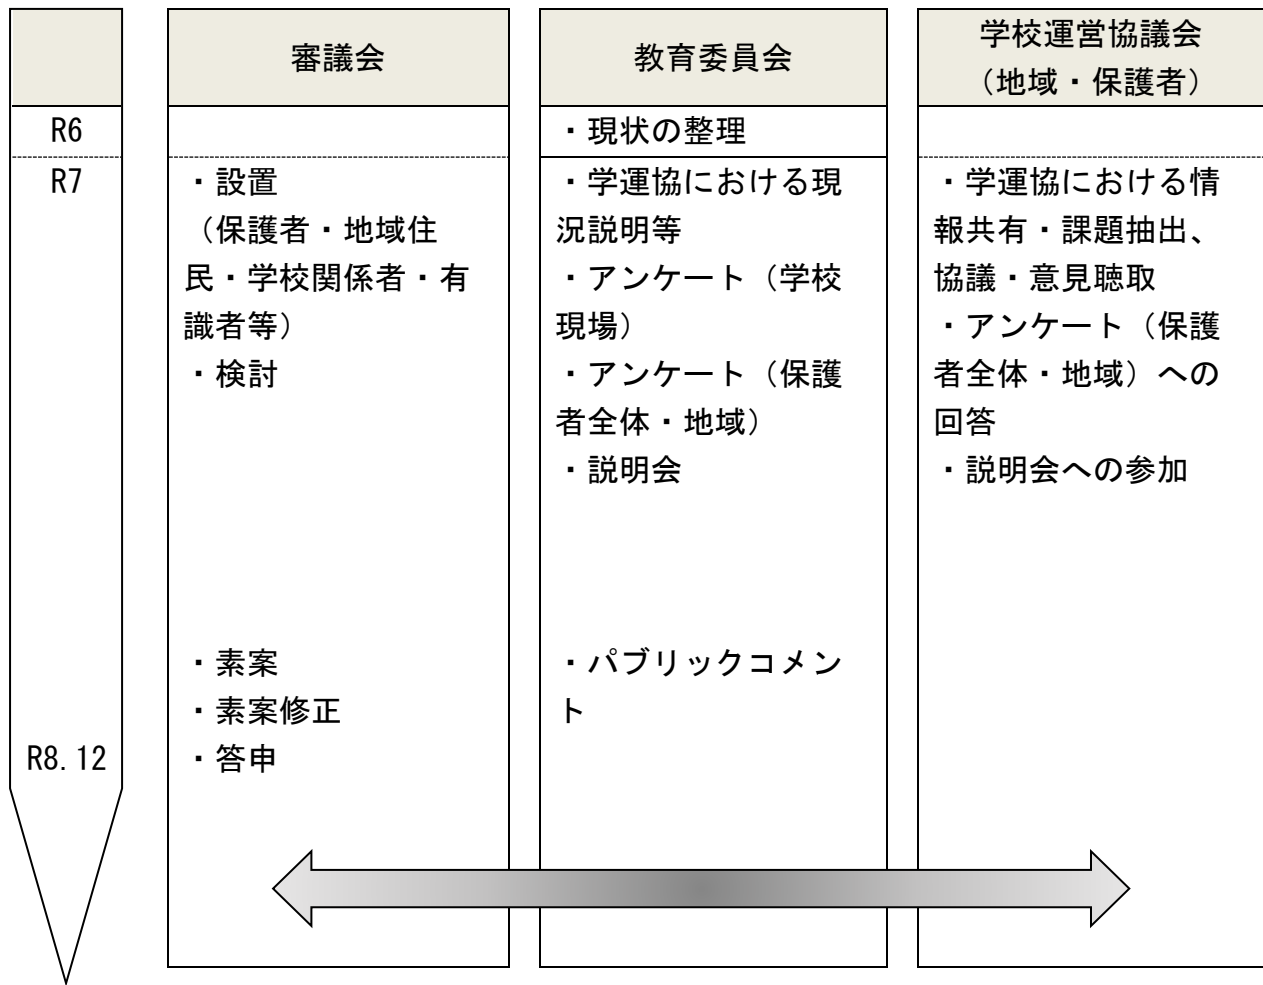 審議会
教育委員会
学校運営協議会
（地域・保護者）
R6
・現状の整理
R7
・設置
（保護者・地域住
民・学校関係者・有
識者等）
・検討
・素案
・素案修正
・答申
・学運協における現
況説明等
・アンケート（学校
現場）
・アンケート（保護
者全体・地域）
・説明会
・パブリックコメン
ト
・学運協における情
報共有・課題抽出、
協議・意見聴取
・アンケート（保護
者全体・地域）への
回答
・説明会への参加
R8.12